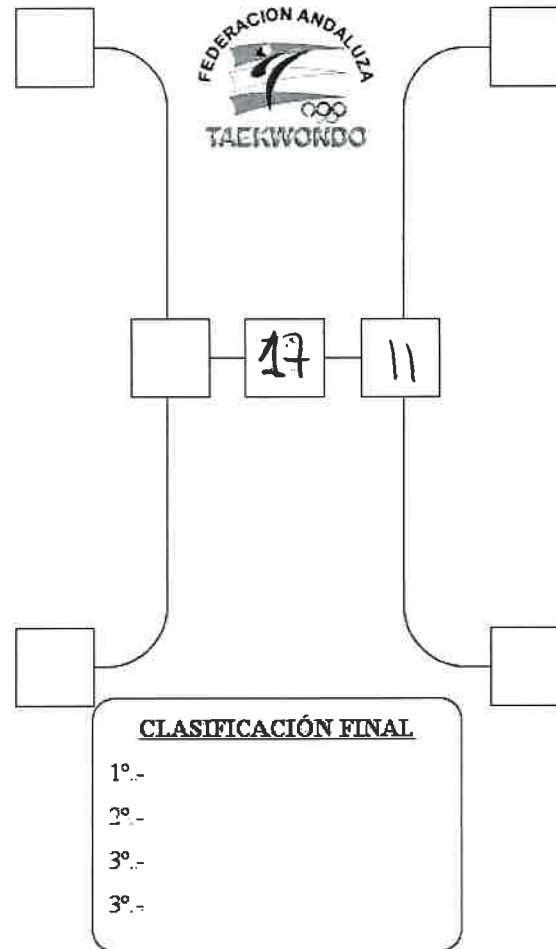 FEDERACION ANDALUZA
TAEKWONDO
17 11
CLASIFICACIÓN FINAL
1º.-
2º.-
3º.-
3º.-